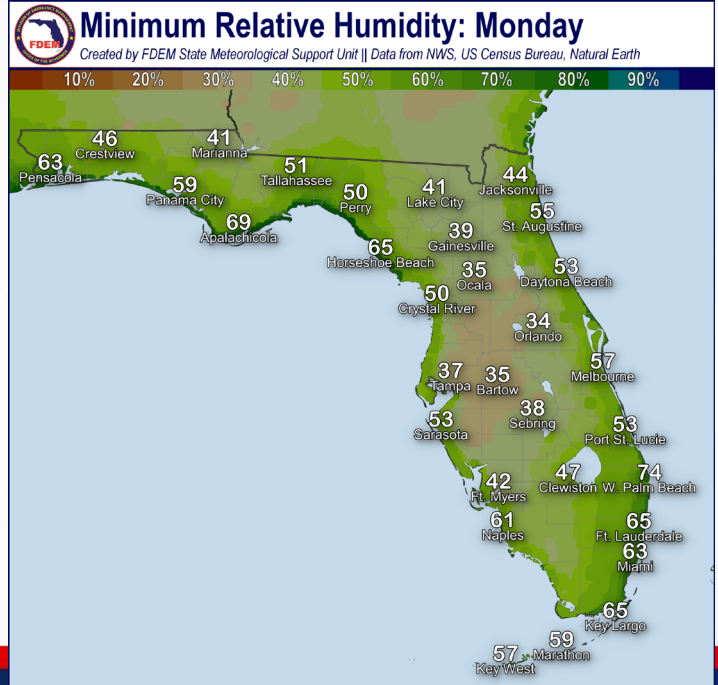 Minimum Relative Humidity: Monday
Created by FDEM State Meteorological Support Unit || Data from NWS, US Census Bureau, Natural Earth
FDEM
10% 20% 30% 40% 50% 60% 70% 80% 90%
46
Crestview
41
Marianna
63
Pensacola
51
Tallahassee
59
Panama City
50
Perry
41
Lake City
44
Jacksonville
69
Apalachicola
55
St. Augustine
39
Gainesville
65
Horseshoe Beach
35
Ocala
53
Daytona Beach
50
Crystal River
34
Orlando
57
Melbourne
37
Tampa
35
Bartow
38
Sebring
53
Sarasota
53
Port St. Lucie
42
Ft. Myers
47
Clewiston
74
W. Palm Beach
61
Naples
65
Ft. Lauderdale
63
Miami
65
Key Largo
59
Marathon
57
Key West